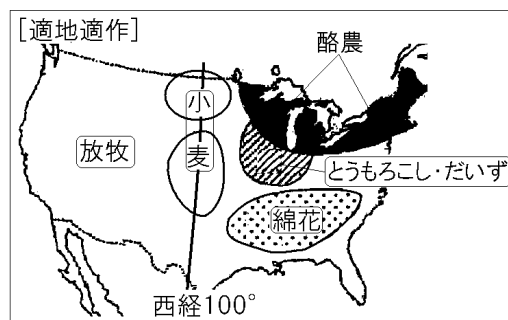 [適地適作]
酪農
小
麦
放牧
とうもろこし・だいず
綿花
西経100°